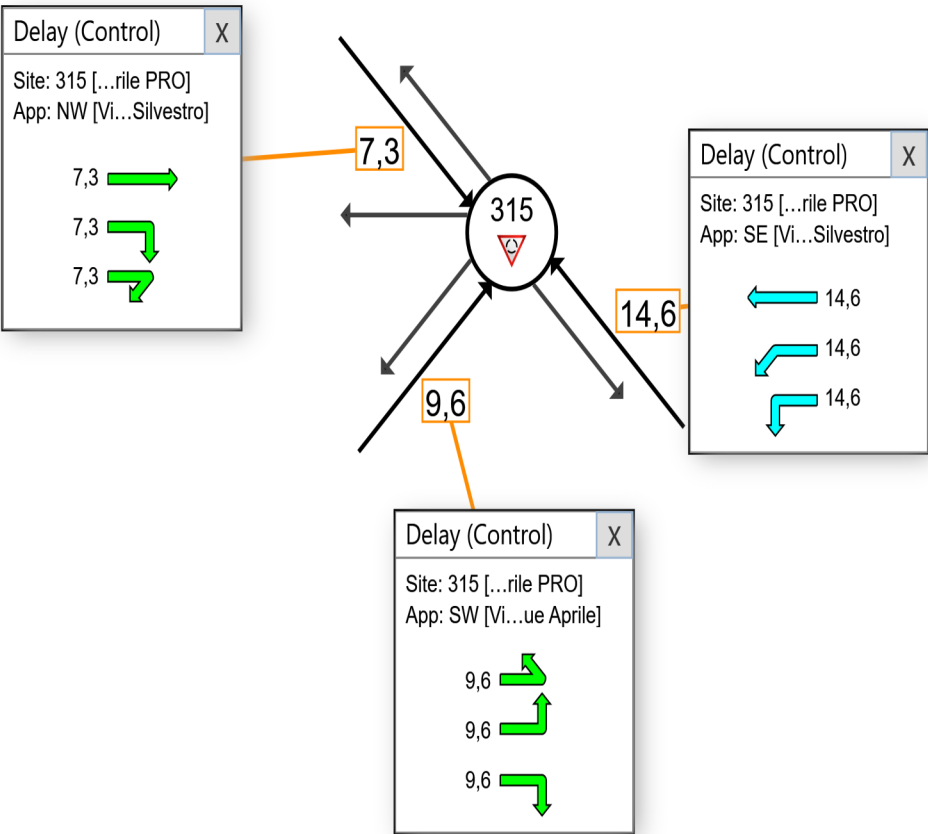 Delay (Control) X
Site: 315 [...rile PRO]
App: NW [Vi...Silvestro]
7,3
7,3
7,3
7,3
315
Delay (Control) X
Site: 315 [...rile PRO]
App: SE [Vi...Silvestro]
14,6
14,6
14,6
14,6
9,6
Delay (Control) X
Site: 315 [...rile PRO]
App: SW [Vi...ue Aprile]
9,6
9,6
9,6